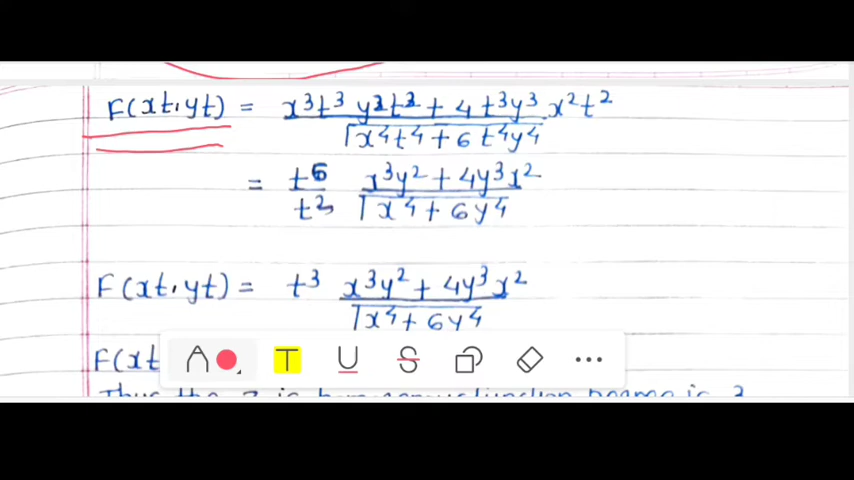 F(xt,yt) = x³t³ y²t² + 4 t³y³ x²t² / √x⁴t⁴ + 6 t⁴y⁴
= t⁶/t² x³y² + 4y³x² / √x⁴ + 6y⁴
F(xt,yt) = t³ x³y² + 4y³x² / √x⁴ + 6y⁴
F(xt
T U S